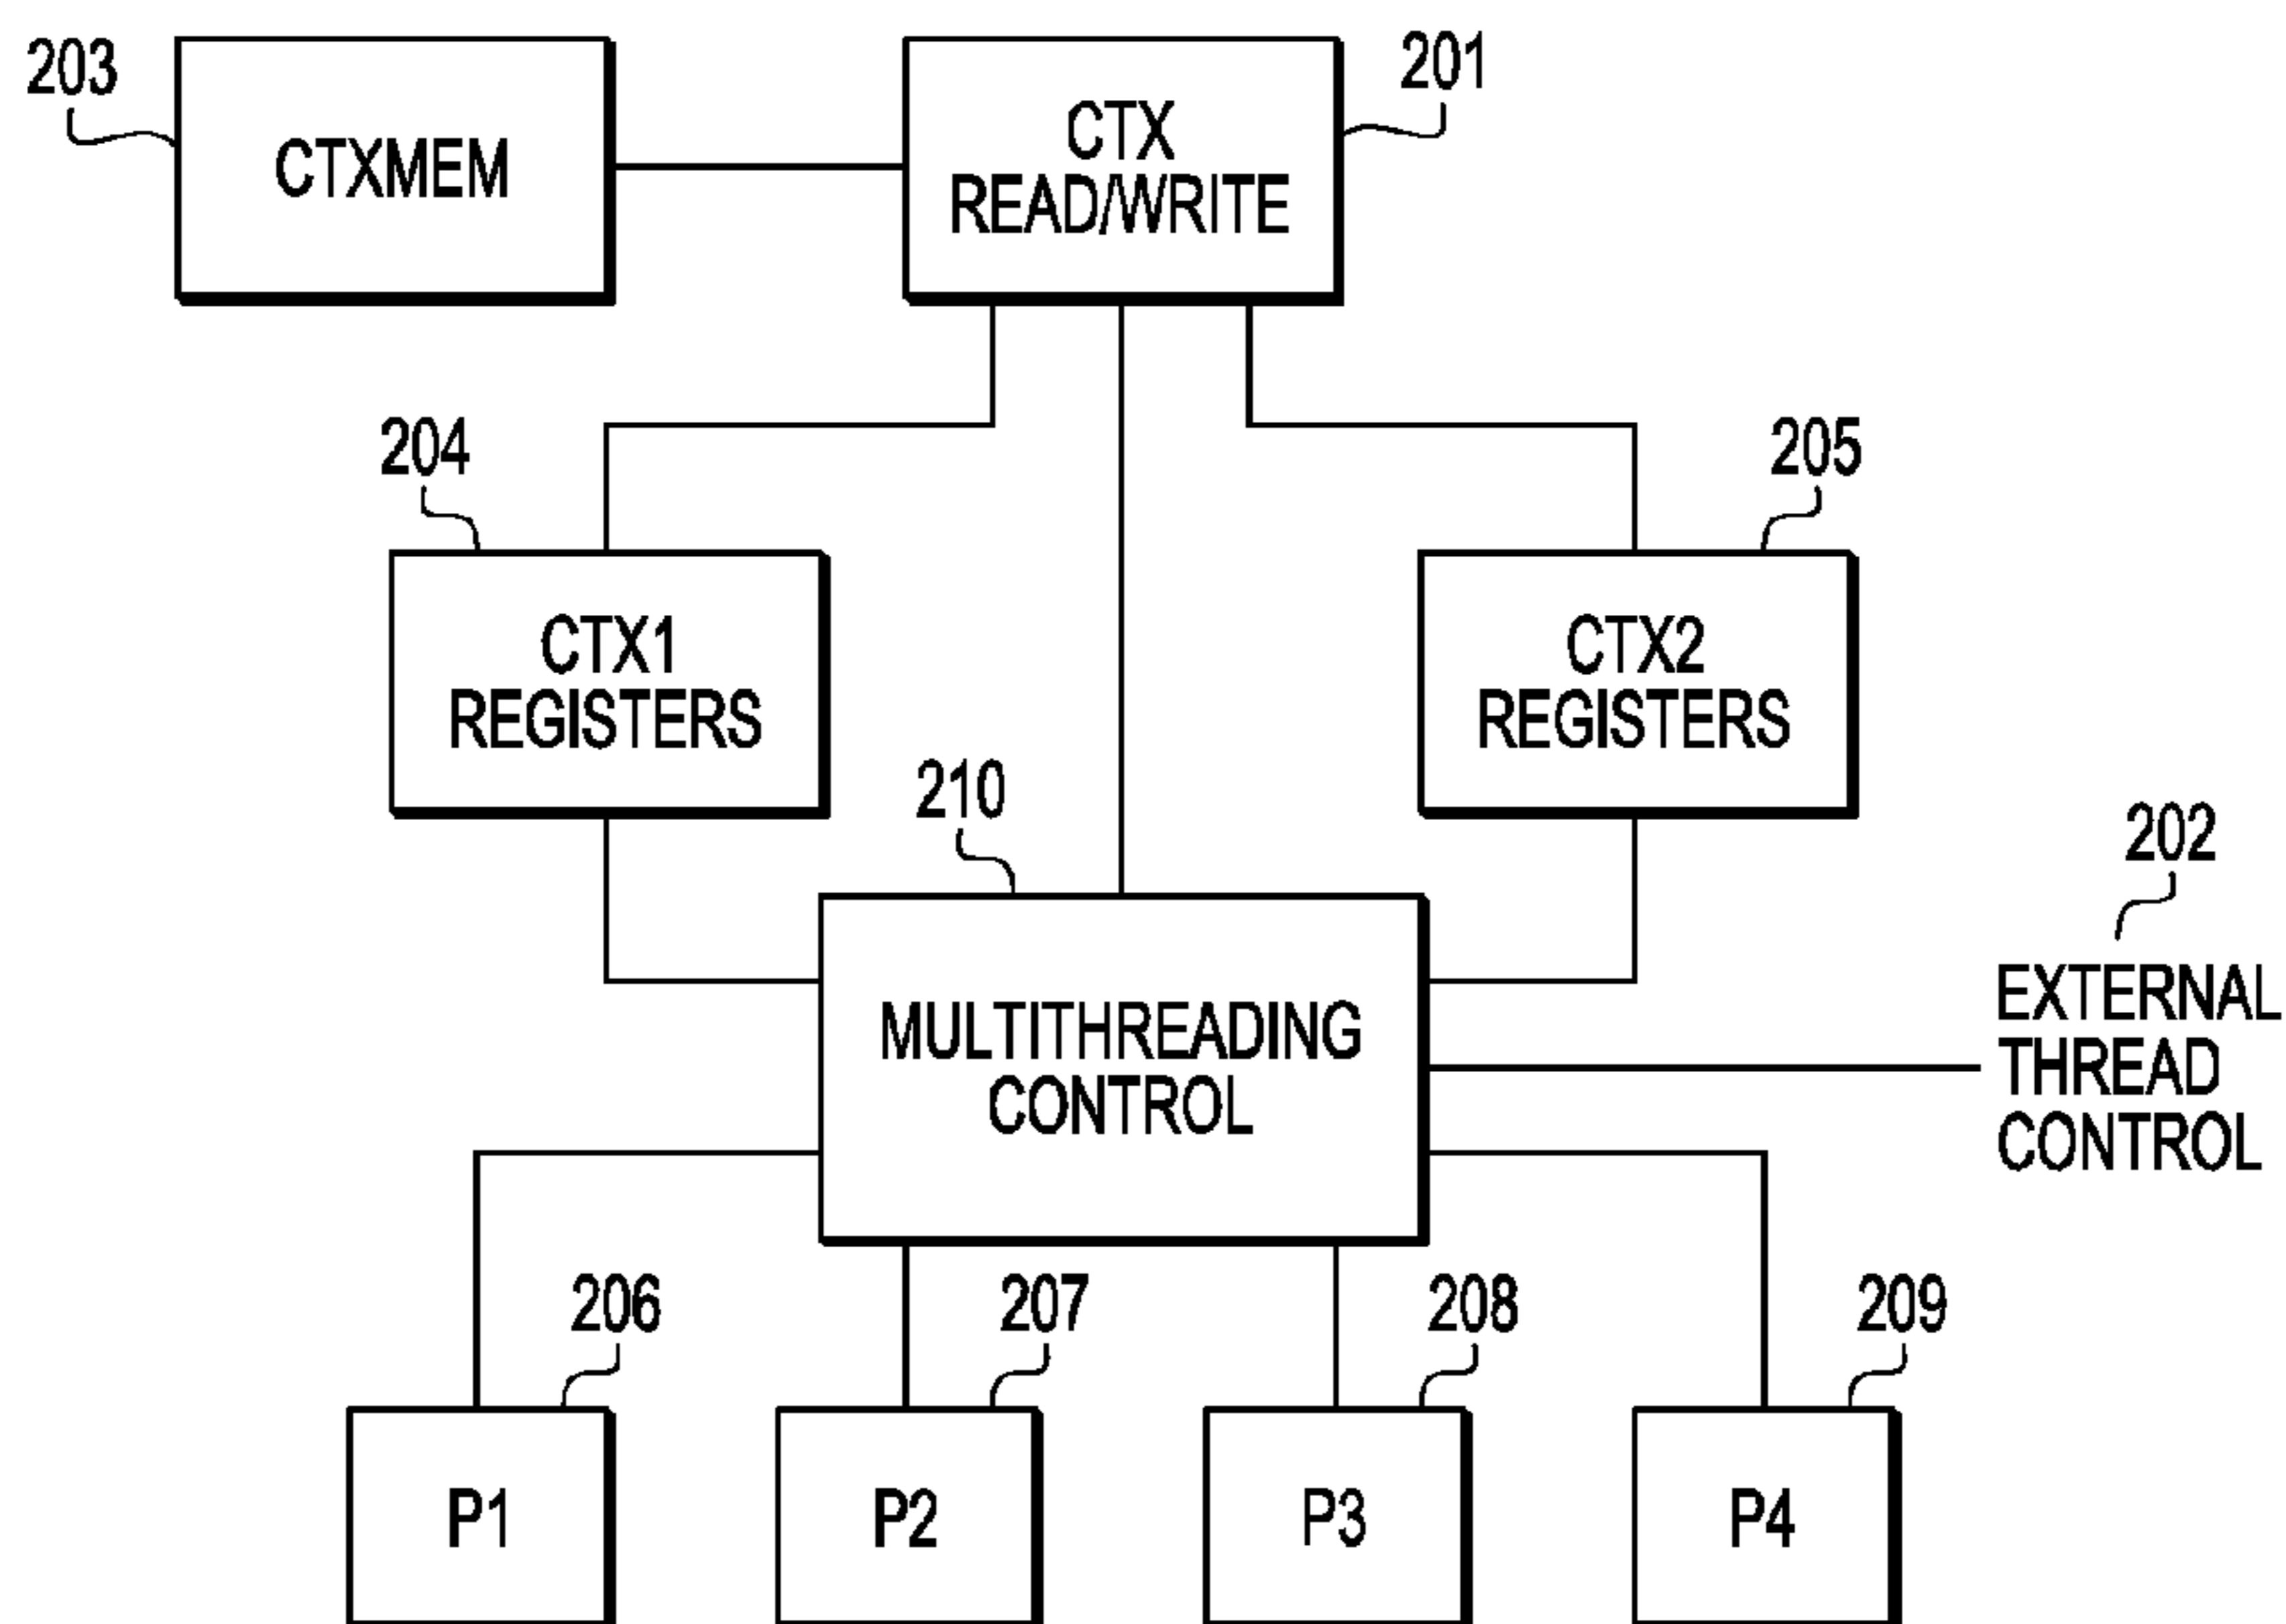 203
CTXMEM
201
CTX
READ/WRITE
204
CTX1
REGISTERS
205
CTX2
REGISTERS
210
MULTITHREADING
CONTROL
202
EXTERNAL
THREAD
CONTROL
206
P1
207
P2
208
P3
209
P4